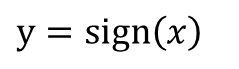 y = sign(x)